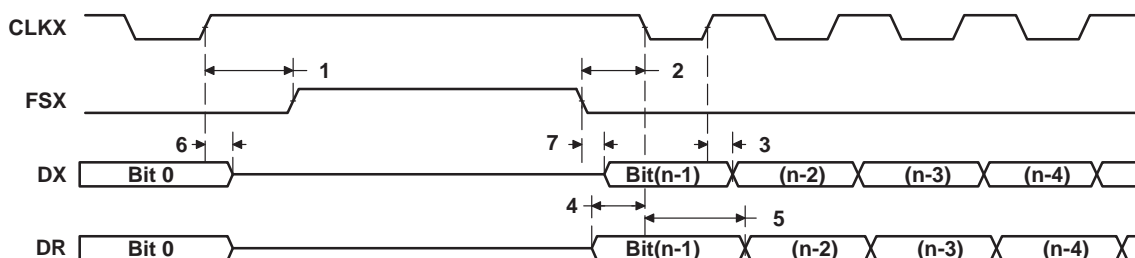 CLKX
1 2
FSX
6 7 3
DX Bit 0 Bit(n-1) (n-2) (n-3) (n-4)
4 5
DR Bit 0 Bit(n-1) (n-2) (n-3) (n-4)